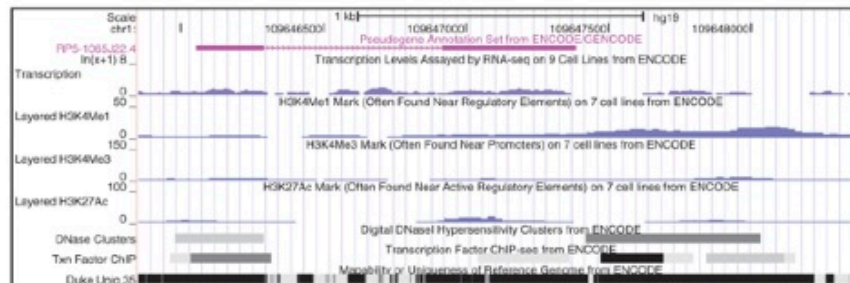 Scale 1 kb hg19
chr1: 109646500 109647000 109647500 109648000
Pseudogene Annotation Set from ENCODE/GENCODE
RP5-1065J22.4
ln(x+1) 8 Transcription Levels Assayed by RNA-seq on 9 Cell Lines from ENCODE
Transcription
0
50 H3K4Me1 Mark (Often Found Near Regulatory Elements) on 7 cell lines from ENCODE
Layered H3K4Me1
0
150 H3K4Me3 Mark (Often Found Near Promoters) on 7 cell lines from ENCODE
Layered H3K4Me3
0
100 H3K27Ac Mark (Often Found Near Active Regulatory Elements) on 7 cell lines from ENCODE
Layered H3K27Ac
0
Digital DNaseI Hypersensitivity Clusters from ENCODE
DNase Clusters
Transcription Factor ChIP-seq from ENCODE
Txn Factor ChIP
Mapability or Uniqueness of Reference Genome from ENCODE
Duke Uniq 35